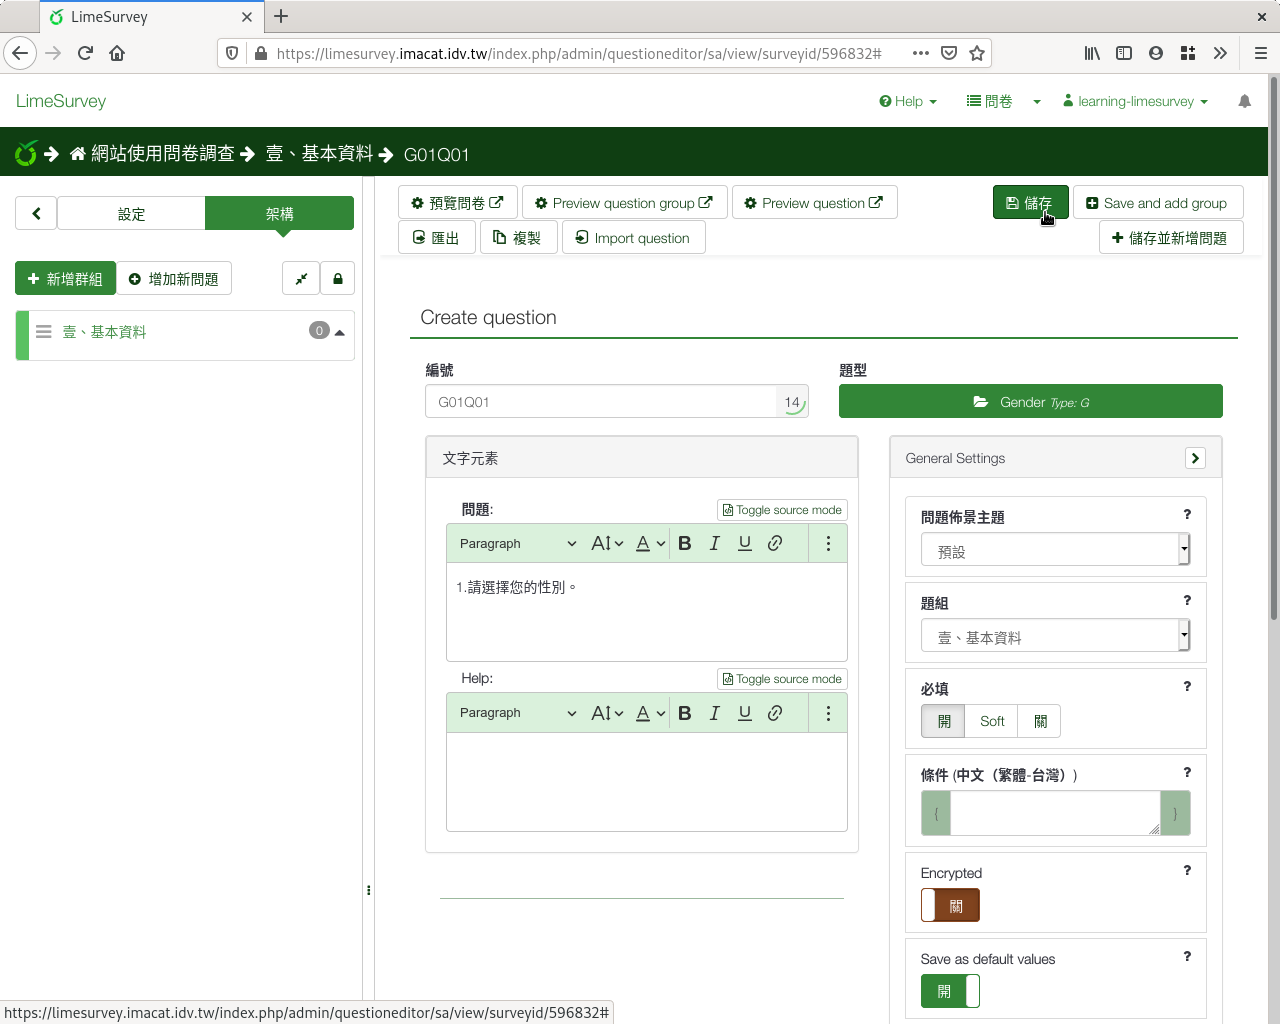 LimeSurvey
https://limesurvey.imacat.idv.tw/index.php/admin/questioneditor/sa/view/surveyid/596832#
LimeSurvey
Help
問卷
learning-limesurvey
網站使用問卷調查
壹、基本資料
G01Q01
設定
架構
新增群組
增加新問題
壹、基本資料
0
預覽問卷
Preview question group
Preview question
儲存
Save and add group
匯出
複製
Import question
儲存並新增問題
Create question
編號
G01Q01
14
題型
Gender Type: G
文字元素
問題:
Toggle source mode
Paragraph
A
A
B
I
U
1.請選擇您的性別。
Help:
Toggle source mode
Paragraph
A
A
B
I
U
General Settings
問題佈景主題
?
預設
題組
?
壹、基本資料
必填
?
開
Soft
關
條件 (中文（繁體-台灣）)
?
{
}
Encrypted
?
關
Save as default values
?
開
https://limesurvey.imacat.idv.tw/index.php/admin/questioneditor/sa/view/surveyid/596832#